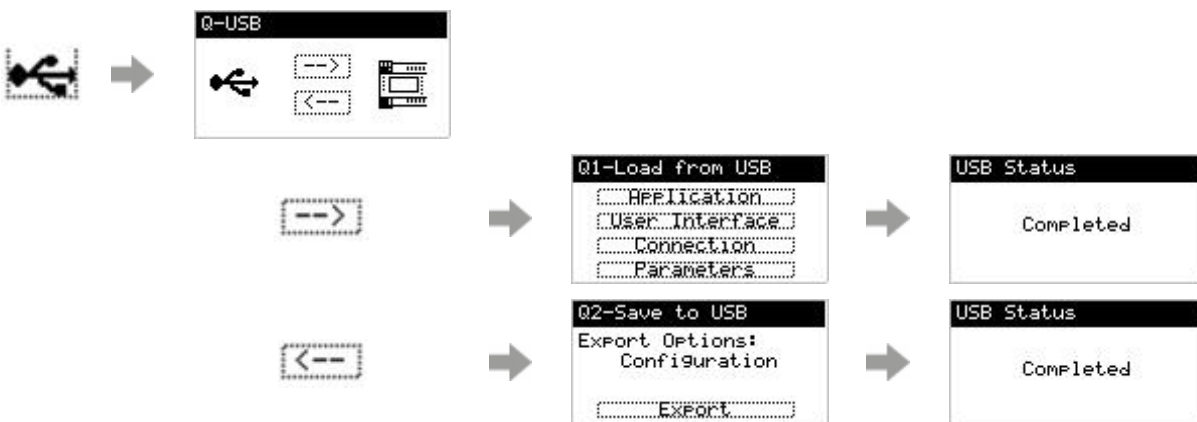 Q-USB
-->
<--
-->
Q1-Load from USB
Application
User Interface
Connection
Parameters
USB Status
Completed
<--
Q2-Save to USB
Export Options:
Configuration
Export
USB Status
Completed